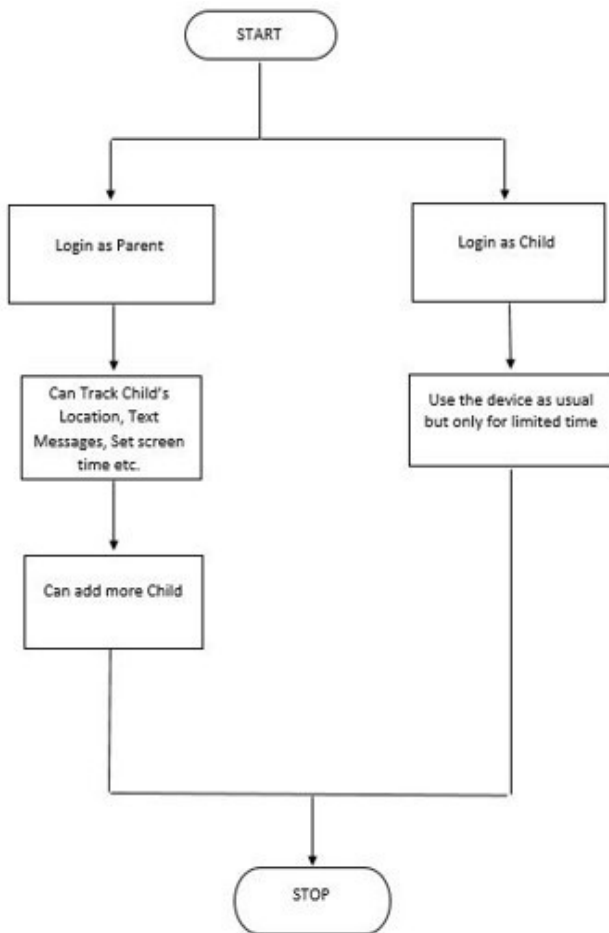 START
Login as Parent
Login as Child
Can Track Child's
Location, Text
Messages, Set screen
time etc.
Use the device as usual
but only for limited time
Can add more Child
STOP